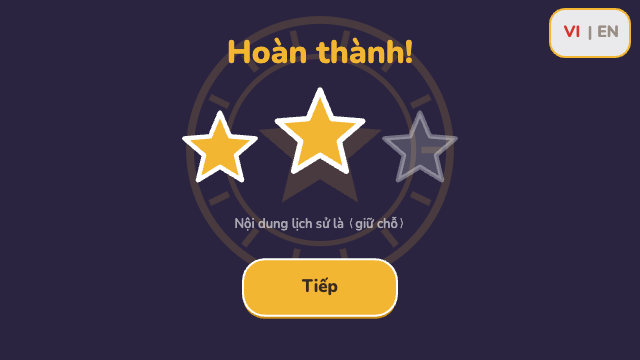 Hoàn thành!
VI | EN
Nội dung lịch sử là (giữ chỗ)
Tiếp